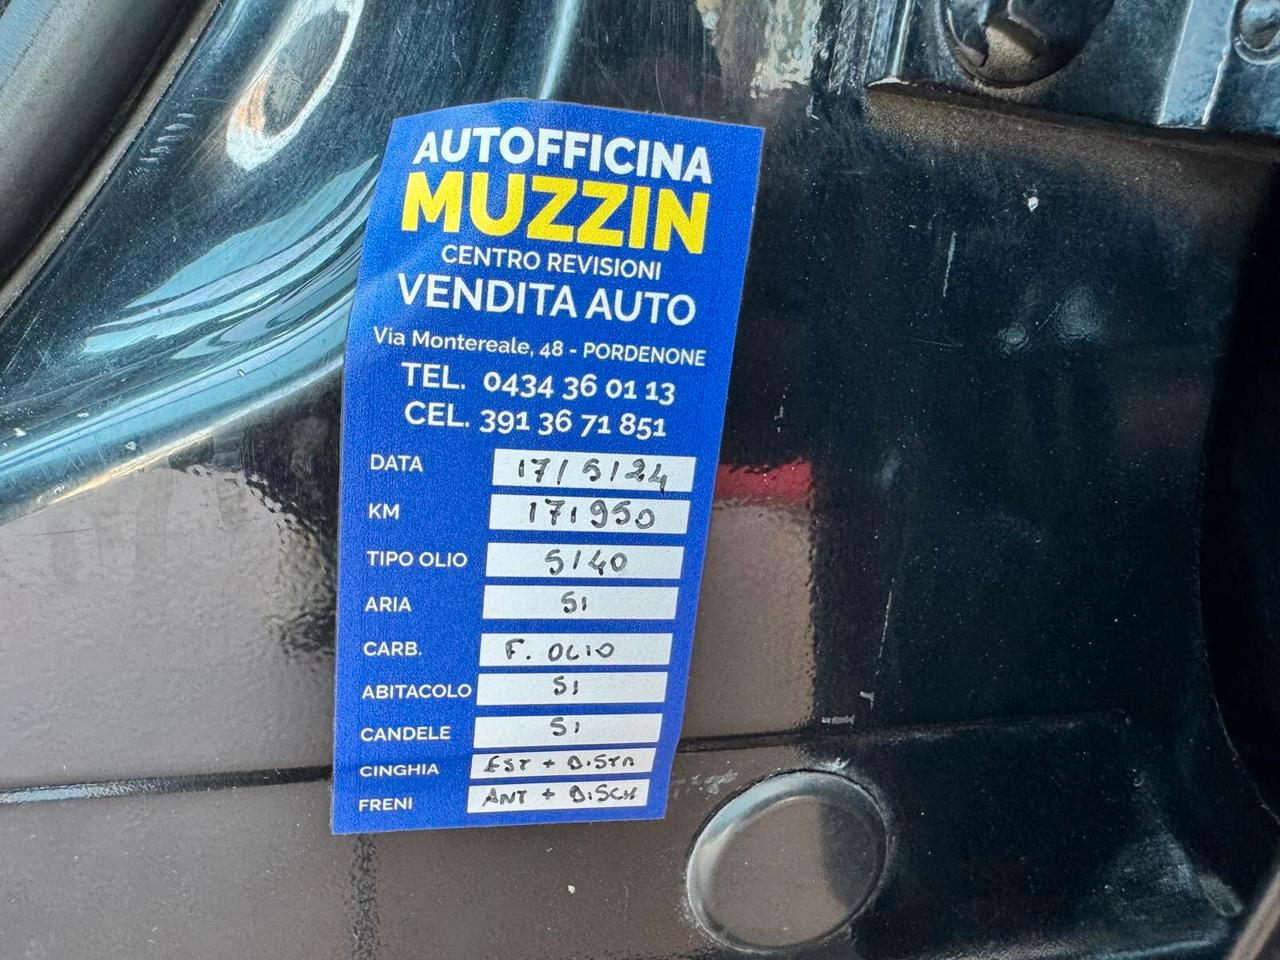 AUTOFFICINA
MUZZIN
CENTRO REVISIONI
VENDITA AUTO
Via Montereale, 48 - PORDENONE
TEL. 0434 36 01 13
CEL. 391 36 71 851
DATA 17/5/24
KM 171950
TIPO OLIO 5/40
ARIA SI
CARB. F. OLIO
ABITACOLO SI
CANDELE SI
CINGHIA EST + DISTR
FRENI ANT + DISCH